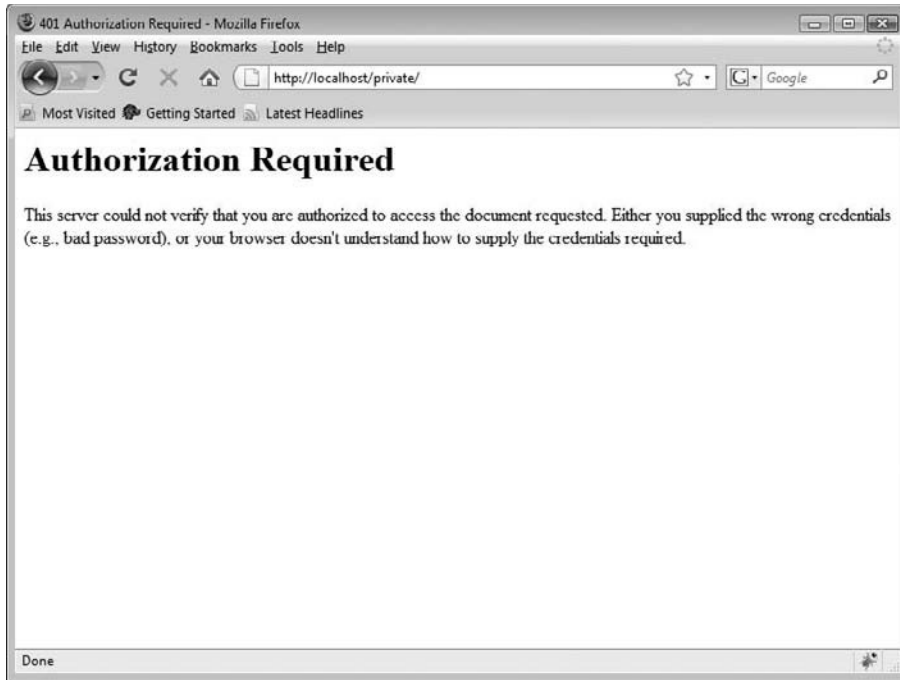 401 Authorization Required - Mozilla Firefox
File Edit View History Bookmarks Tools Help
http://localhost/private/
G Google
Most Visited Getting Started Latest Headlines
Authorization Required
This server could not verify that you are authorized to access the document requested. Either you supplied the wrong credentials
(e.g., bad password), or your browser doesn't understand how to supply the credentials required.
Done